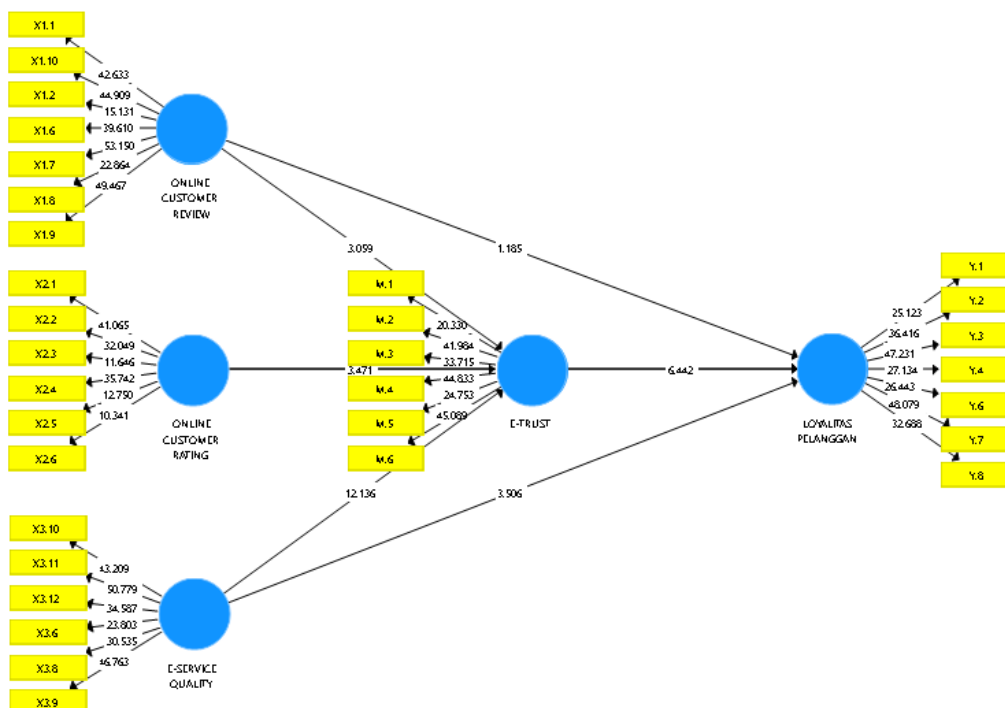 X1.1
X1.10
X1.2
X1.6
X1.7
X1.8
X1.9
42.633
44.909
15.131
39.610
53.190
22.864
49.467
ONLINE
CUSTOMER
REVIEW
3.059
1.185
X2.1
X2.2
X2.3
X2.4
X2.5
X2.6
41.065
32.049
11.646
35.742
12.750
10.341
ONLINE
CUSTOMER
RATING
3.471
M.1
M.2
M.3
M.4
M.5
M.6
20.330
41.984
33.715
44.833
24.753
45.089
E-TRUST
6.442
LOYALITAS
PELANGGAN
25.123
36.416
47.231
27.134
26.443
48.079
32.688
Y.1
Y.2
Y.3
Y.4
Y.6
Y.7
Y.8
12.136
3.906
X3.10
X3.11
X3.12
X3.6
X3.8
X3.9
50.779
34.587
23.803
30.535
E-SERVICE
QUALITY